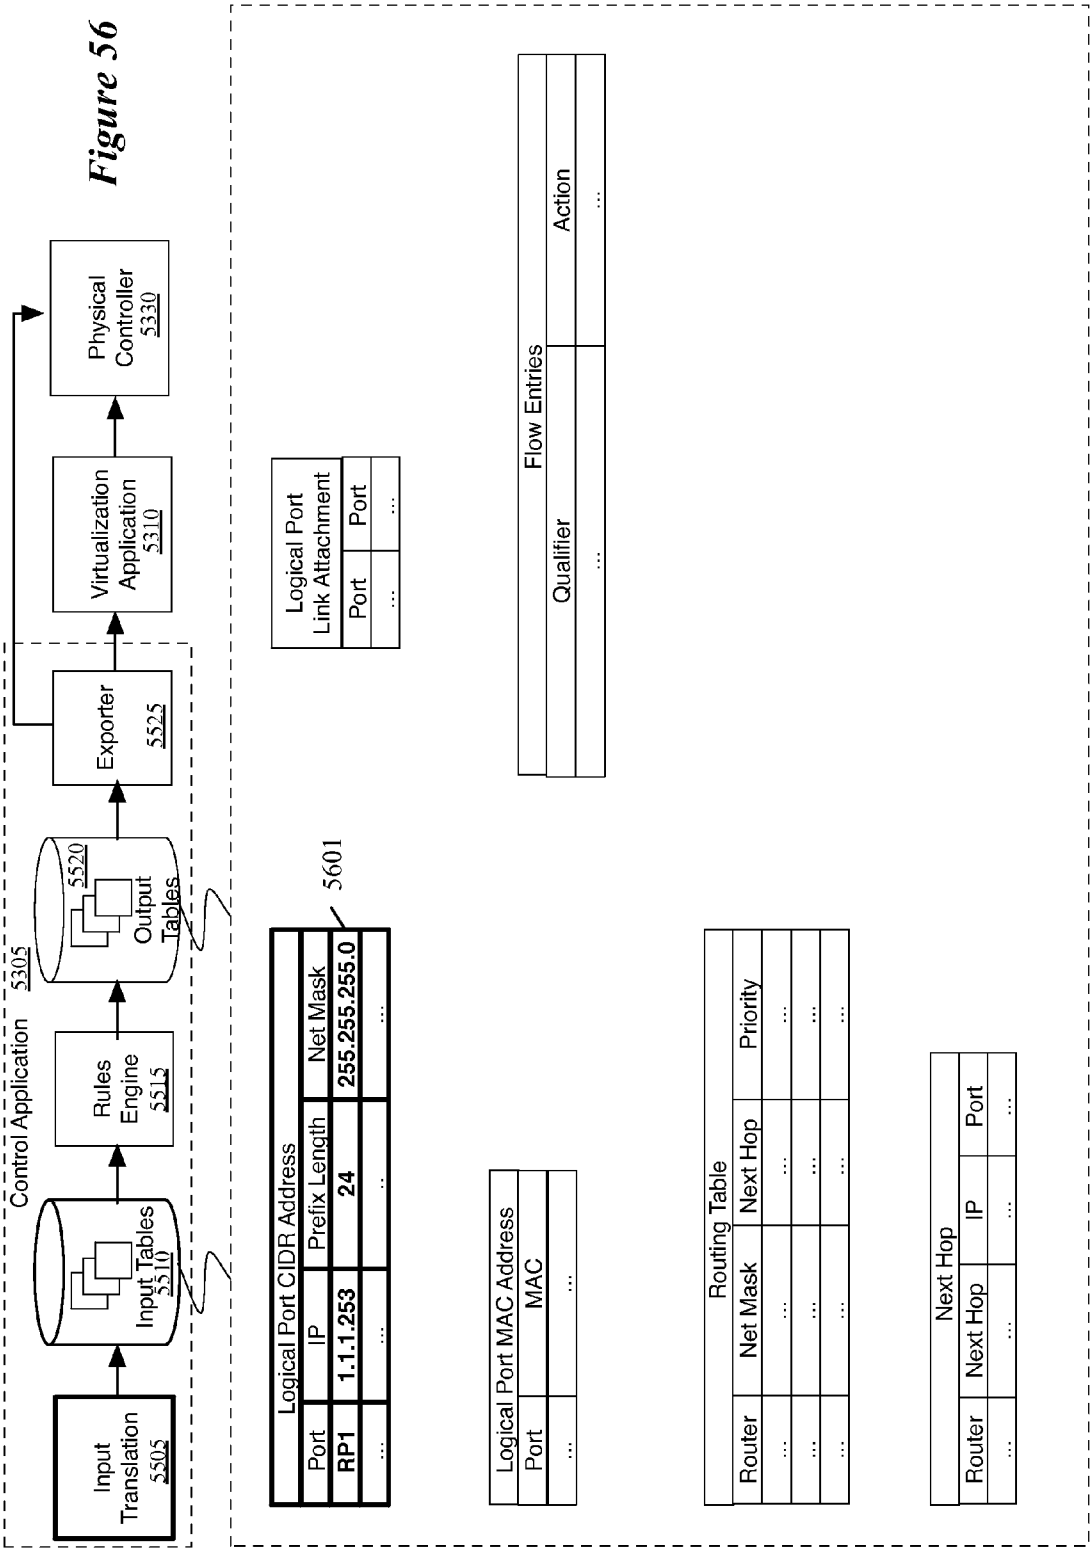 Figure 56
Control Application 5305
Input
Translation
5505
Input Tables
5510
Rules
Engine
5515
5520
Output
Tables
Exporter
5525
Virtualization
Application
5310
Physical
Controller
5330
Logical Port CIDR Address
Port IP Prefix Length Net Mask
RP1 1.1.1.253 24 255.255.255.0
... ... .. ...
5601
Logical Port
Link Attachment
Port Port
... ...
Logical Port MAC Address
Port MAC
... ...
Flow Entries
Qualifier Action
... ...
Routing Table
Router Net Mask Next Hop Priority
... ... ... ...
... ... ... ...
... ... ... ...
Next Hop
Router Next Hop IP Port
... ... ... ...